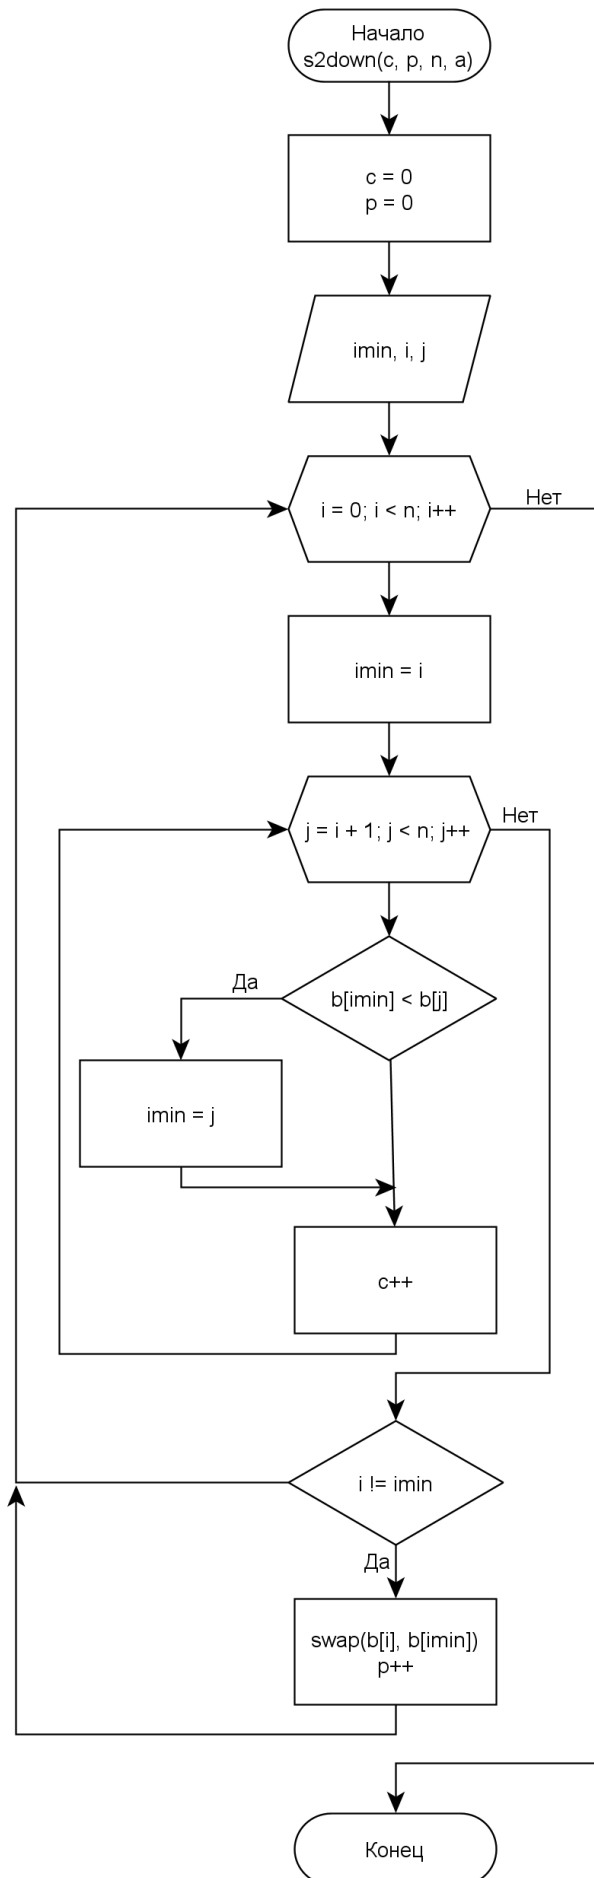 Начало
s2down(c, p, n, a)
c = 0
p = 0
imin, i, j
i = 0; i < n; i++
Нет
imin = i
j = i + 1; j < n; j++
Нет
Да
b[imin] < b[j]
imin = j
c++
i != imin
Да
swap(b[i], b[imin])
p++
Конец